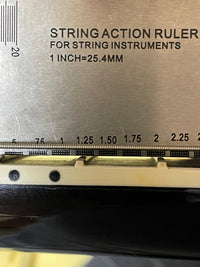 STRING ACTION RULER
FOR STRING INSTRUMENTS
1 INCH=25.4MM
20
.75 1 1.25 1.50 1.75 2 2.25